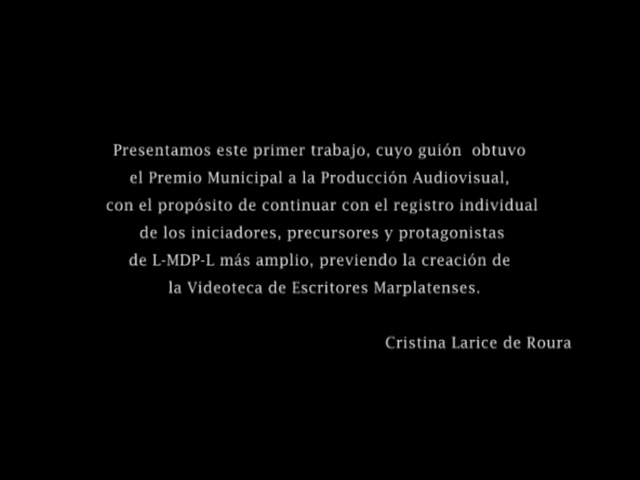 Presentamos este primer trabajo, cuyo guión obtuvo
el Premio Municipal a la Producción Audiovisual,
con el propósito de continuar con el registro individual
de los iniciadores, precursores y protagonistas
de L-MDP-L más amplio, previendo la creación de
la Videoteca de Escritores Marplatenses.
Cristina Larice de Roura